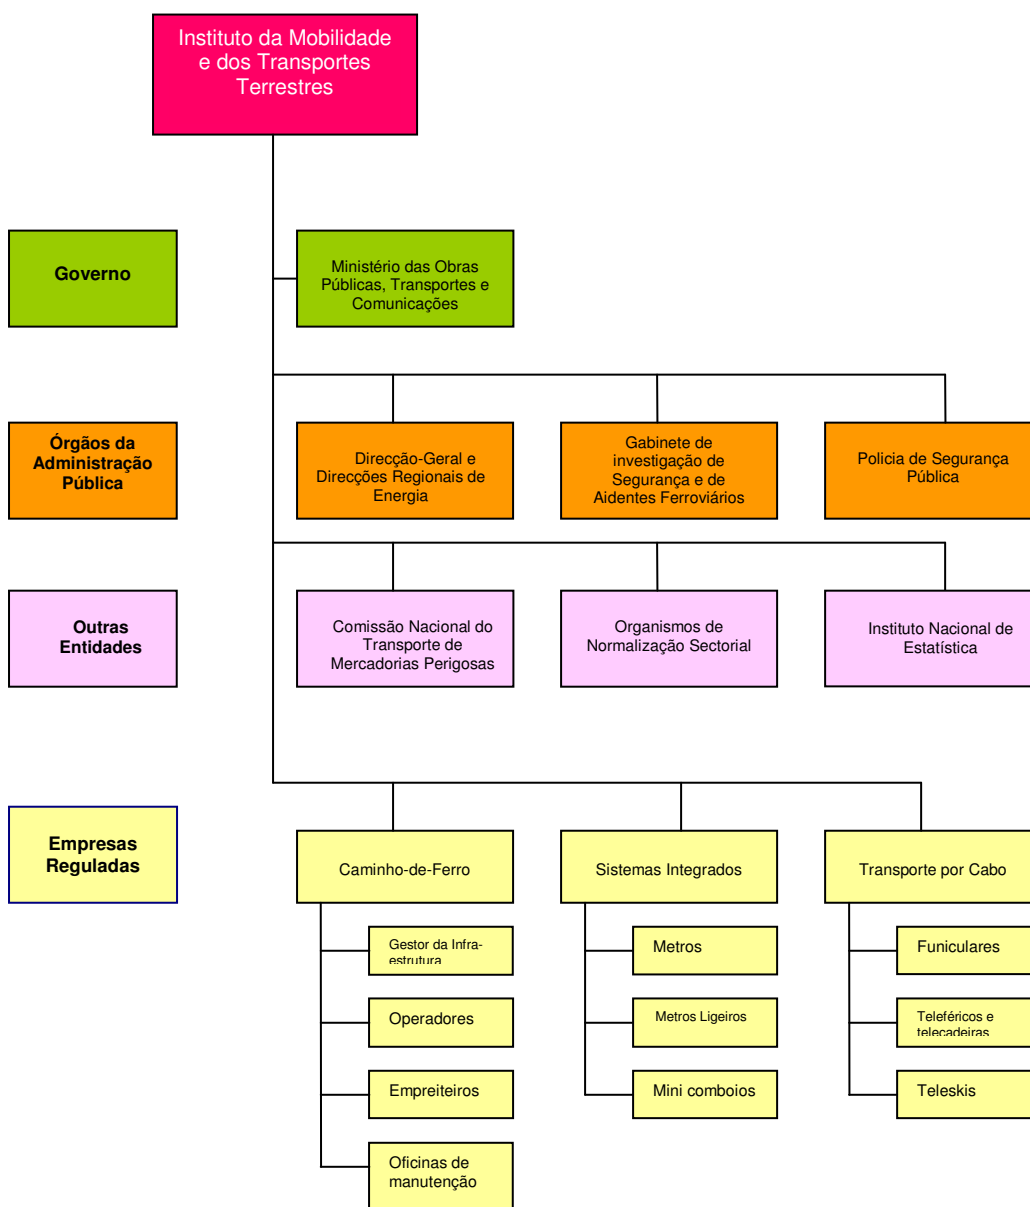 Instituto da Mobilidade
e dos Transportes
Terrestres
Governo
Ministério das Obras
Públicas, Transportes e
Comunicações
Órgãos da
Administração
Pública
Direcção-Geral e
Direcções Regionais de
Energia
Gabinete de
investigação de
Segurança e de
Aidentes Ferroviários
Policia de Segurança
Pública
Outras
Entidades
Comissão Nacional do
Transporte de
Mercadorias Perigosas
Organismos de
Normalização Sectorial
Instituto Nacional de
Estatística
Empresas
Reguladas
Caminho-de-Ferro
Sistemas Integrados
Transporte por Cabo
Gestor da Infra-
estrutura
Metros
Funiculares
Operadores
Metros Ligeiros
Teleféricos e
telecadeiras
Empreiteiros
Mini comboios
Teleskis
Oficinas de
manutenção